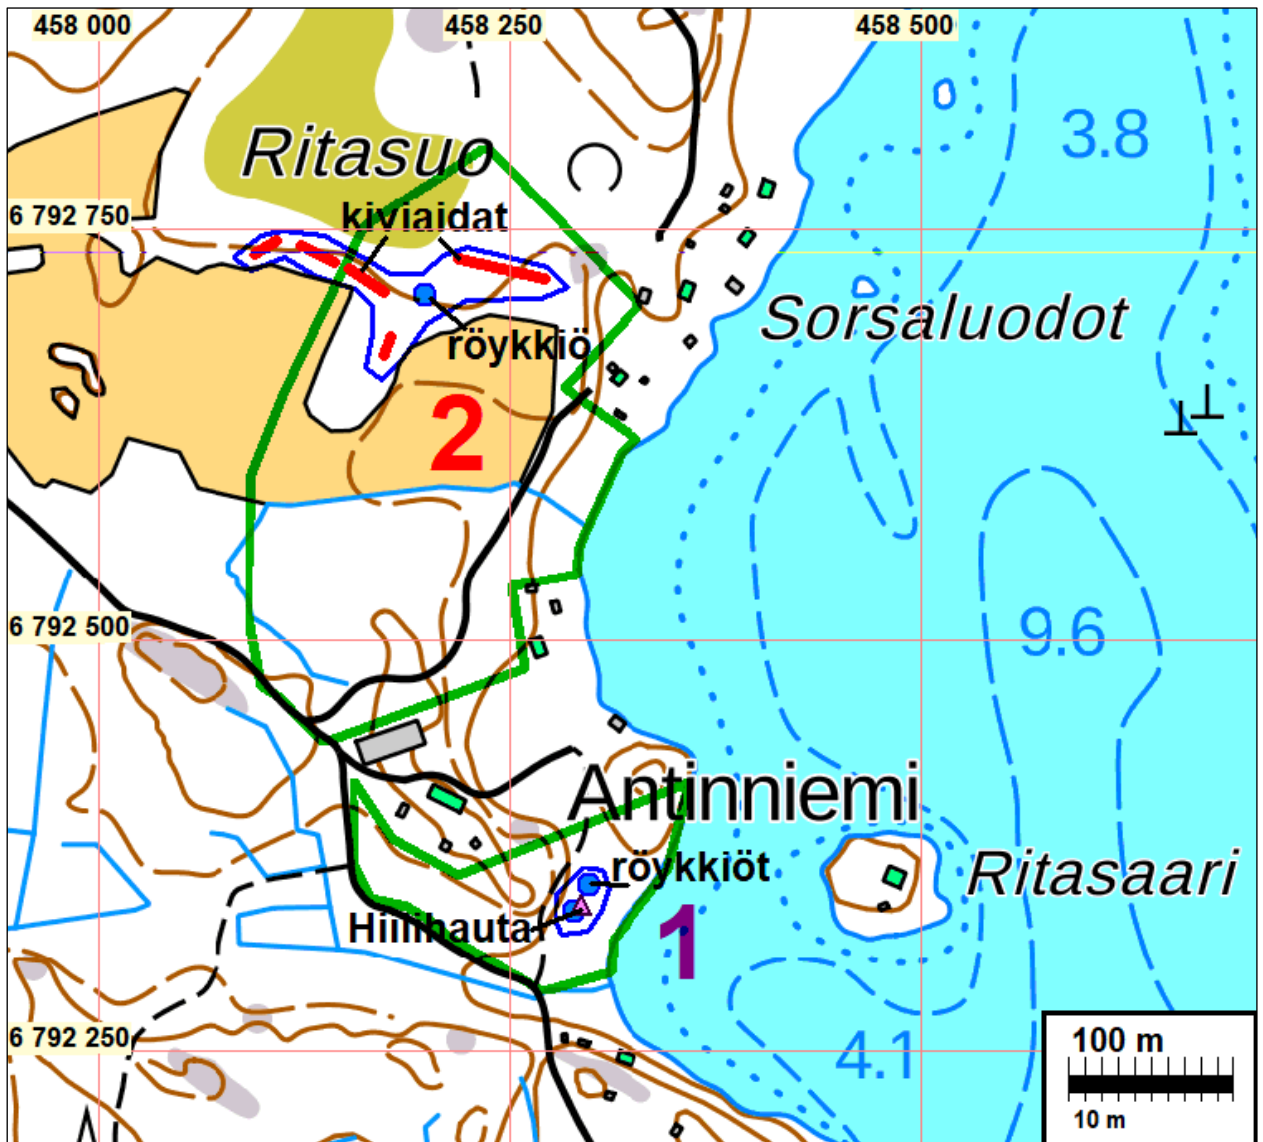 458 000
458 250
458 500
3.8
Ritasuo
6 792 750
kiviaidat
Sorsaluodot
röykkiö
2
6 792 500
9.6
Antinniemi
röykkiöt
Ritasaari
Hiilihauta
1
6 792 250
4.1
100 m
10 m